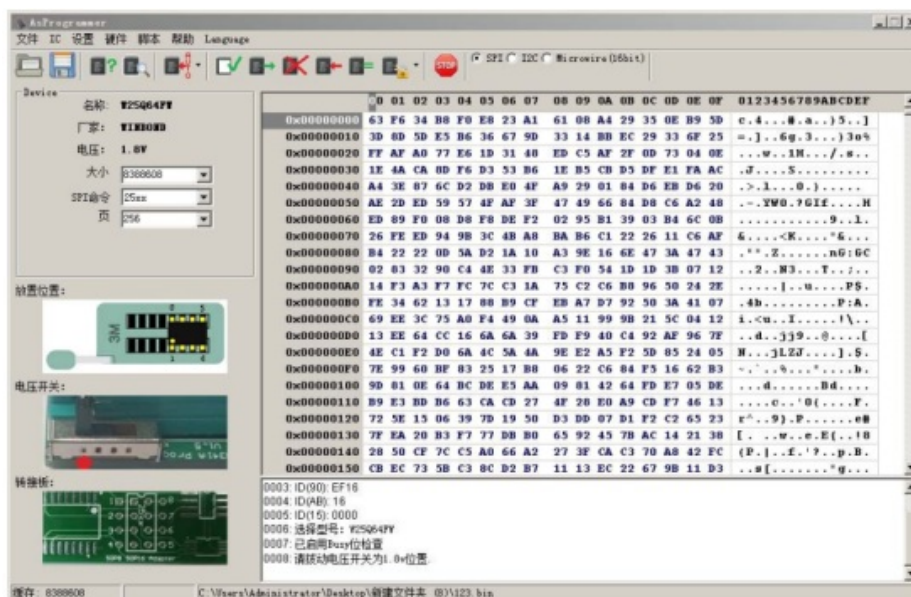 AsProgrammer
文件 IC 设置 硬件 脚本 帮助 Language
SPI I2C Microwire(16bit)
Device
名称: W25Q64FW
厂家: WINBOND
电压: 1.8V
大小 8388608
SPI命令 25xx
页 256
放置位置:
3M
电压开关:
转接板:
00 01 02 03 04 05 06 07 08 09 0A 0B 0C 0D 0E 0F 0123456789ABCDEF
0x00000000 63 F6 34 B8 F0 E8 23 A1 61 08 A4 29 35 0E B9 5D
0x00000010 3D 8D 5D E5 B6 36 67 9D 33 14 BB EC 29 33 6F 25
0x00000020 FF AF A0 77 E6 1D 31 48 ED C5 AF 2F 0D 73 04 0E
0x00000030 1E 4A CA 8D F6 D3 53 B6 1E B5 CB D5 DF E1 FA AC
0x00000040 A4 3E 87 6C D2 DB E0 4F A9 29 01 84 D6 EB D6 20
0x00000050 AE 2D ED 59 57 4F AF 3F 47 49 66 84 D8 C6 A2 48
0x00000060 ED 89 F0 08 D8 F8 DE F2 02 95 B1 39 03 B4 6C 0B
0x00000070 26 FE ED 94 9B 3C 4B A8 BA B6 C1 22 26 11 C6 AF
0x00000080 B4 22 22 0D 5A D2 1A 10 A3 9E 16 6E 47 3A 47 43
0x00000090 02 83 32 90 C4 4E 33 FB C3 F0 54 1D 1D 3B 07 12
0x000000A0 14 F3 A3 F7 FC 7C C3 1A 75 C2 C6 B8 96 50 24 2E
0x000000B0 FE 34 62 13 17 88 B9 CF EB A7 D7 92 50 3A 41 07
0x000000C0 69 EE 3C 75 A0 F4 49 0A A5 11 99 9B 21 5C 04 12
0x000000D0 13 EE 64 CC 16 6A 6A 39 FD F9 40 C4 92 AF 96 7F
0x000000E0 4E C1 F2 D0 6A 4C 5A 4A 9E E2 A5 F2 5D 85 24 05
0x000000F0 7E 99 60 BF 83 25 17 B8 06 22 C6 84 F5 16 62 B3
0x00000100 9D 81 0E 64 BC DE E5 AA 09 81 42 64 FD E7 05 DE
0x00000110 B9 E3 BD B6 63 CA CD 27 4F 28 E0 A9 CD F7 46 13
0x00000120 72 5E 15 06 39 7D 19 50 D3 DD 07 D1 F2 C2 65 23
0x00000130 7F EA 20 B3 F7 77 DB B0 65 92 45 7B AC 14 21 38
0x00000140 28 50 CF 7C C5 A0 66 A2 27 3F CA C3 70 A8 42 FC
0x00000150 CB EC 73 5B C3 8C D2 B7 11 13 EC 22 67 9B 11 D3
0003: ID(90): EF16
0004: ID(AB): 16
0005: ID(15): 0000
0006: 选择型号: W25Q64FW
0007: 已启用Busy位检查
0008: 请拨动电压开关为1.8v位置.
缓存: 8388608 C:\Users\Administrator\Desktop\新建文件夹 (8)\123.bin